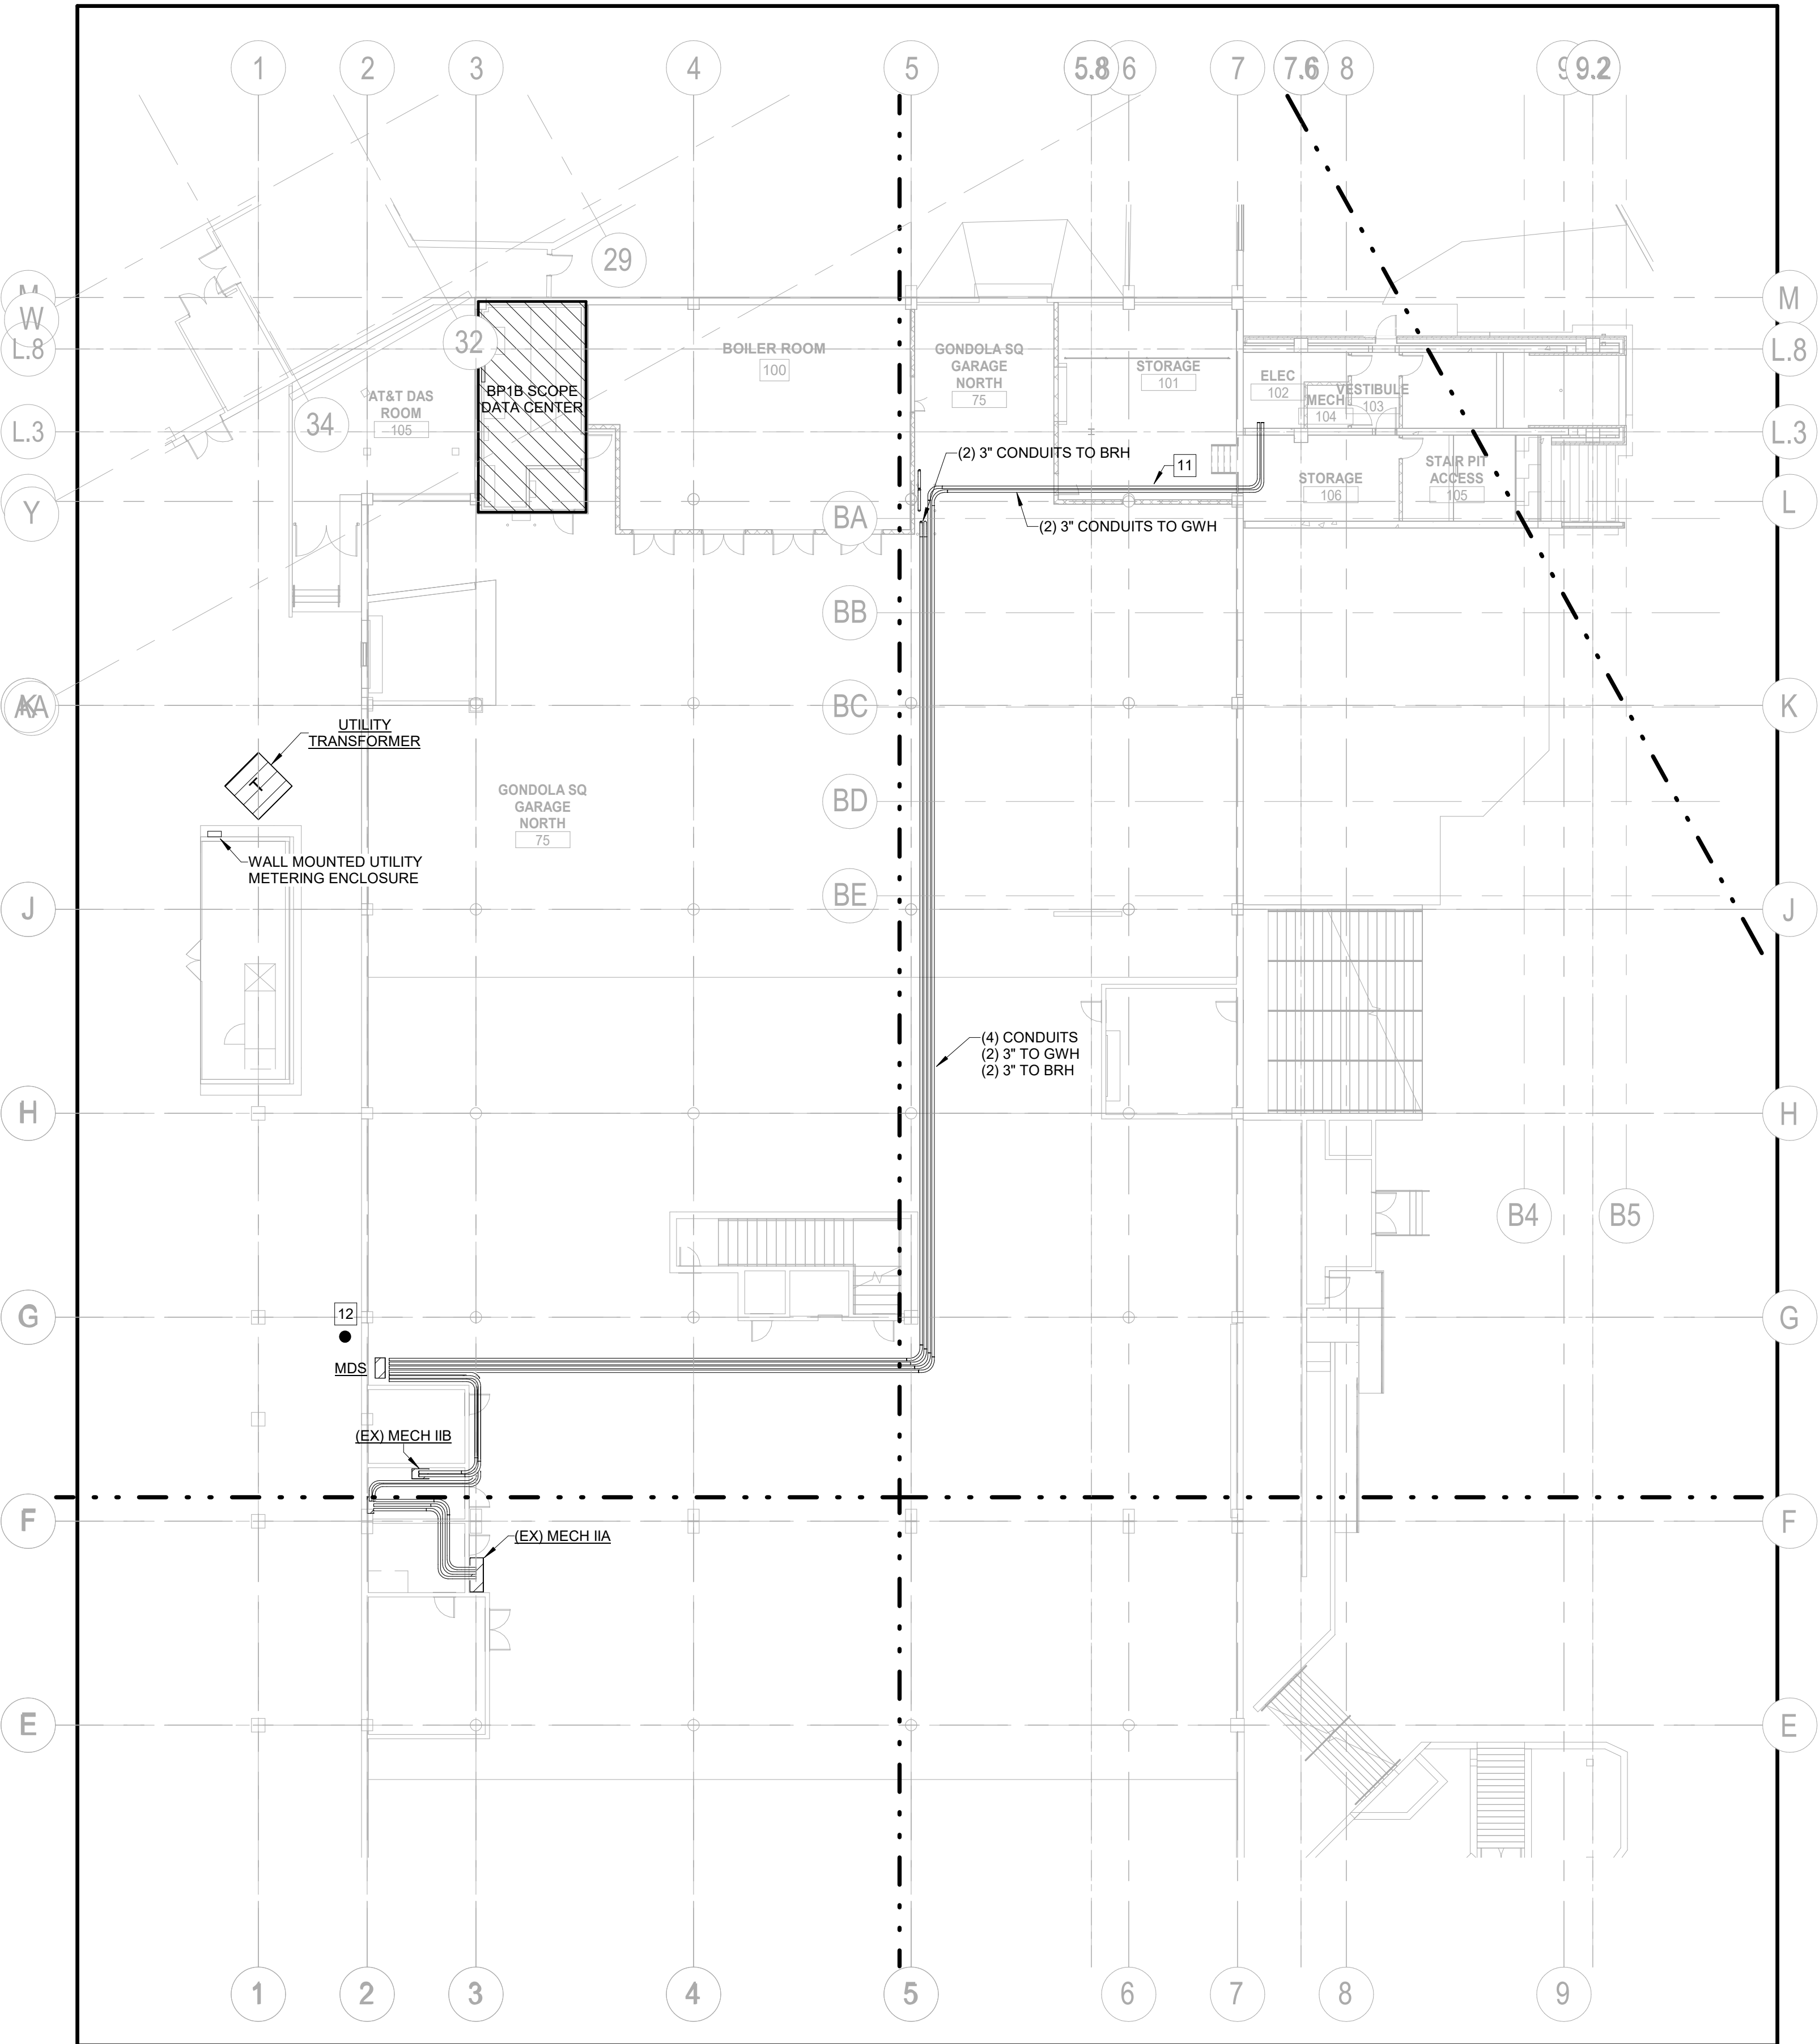 1
2
3
4
5
5.8
6
7
7.6
8
9
9.2
29
32
34
M
W
L.8
L.3
Y
M
L.8
L.3
L
BOILER ROOM
100
GONDOLA SQ
GARAGE
NORTH
75
STORAGE
101
ELEC
102
MECH
104
VESTIBULE
103
AT&T DAS
ROOM
105
BP1B SCOPE
DATA CENTER
STORAGE
106
STAIR PIT
ACCESS
105
(2) 3" CONDUITS TO BRH
11
(2) 3" CONDUITS TO GWH
BA
BB
K
AA
BC
K
UTILITY
TRANSFORMER
T
GONDOLA SQ
GARAGE
NORTH
75
BD
WALL MOUNTED UTILITY
METERING ENCLOSURE
BE
J
J
(4) CONDUITS
(2) 3" TO GWH
(2) 3" TO BRH
H
H
B4
B5
G
12
G
MDS
(EX) MECH IIB
F
F
(EX) MECH IIA
E
E
1
2
3
4
5
6
7
8
9